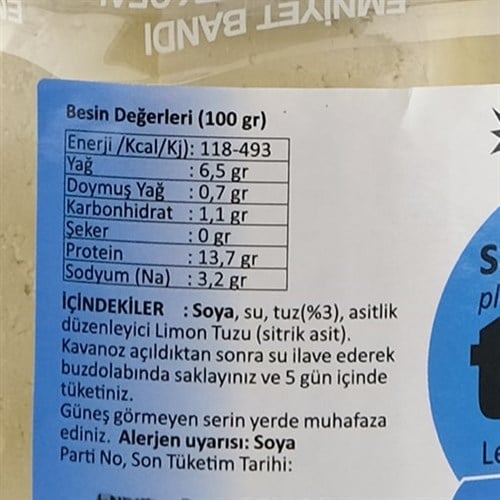 EMNİYET BANDI
Besin Değerleri (100 gr)
Enerji /Kcal/Kj): 118-493
Yağ : 6,5 gr
Doymuş Yağ : 0,7 gr
Karbonhidrat : 1,1 gr
Şeker : 0 gr
Protein : 13,7 gr
Sodyum (Na) : 3,2 gr
İÇİNDEKİLER : Soya, su, tuz(%3), asitlik
düzenleyici Limon Tuzu (sitrik asit).
Kavanoz açıldıktan sonra su ilave ederek
buzdolabında saklayınız ve 5 gün içinde
tüketiniz.
Güneş görmeyen serin yerde muhafaza
ediniz. Alerjen uyarısı: Soya
Parti No, Son Tüketim Tarihi:
S
pl
Le